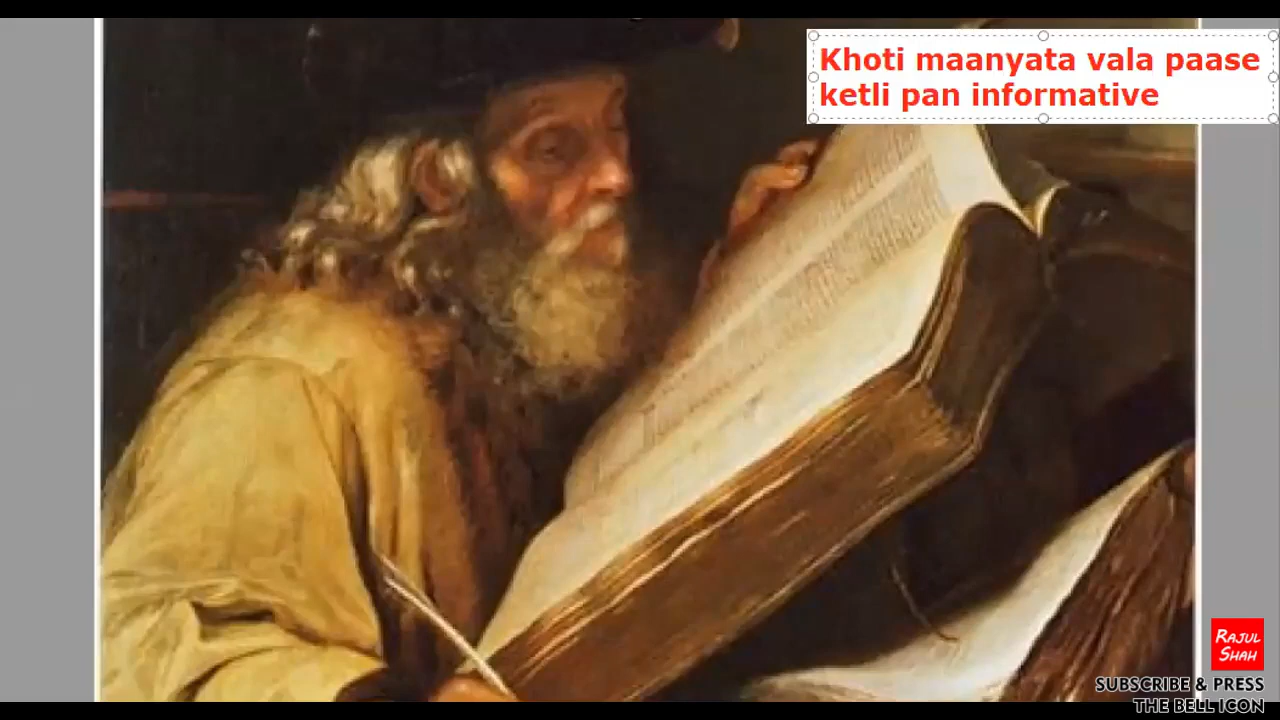 Khoti maanyata vala paase
ketli pan informative
RAJUL
SHAH
SUBSCRIBE & PRESS
THE BELL ICON